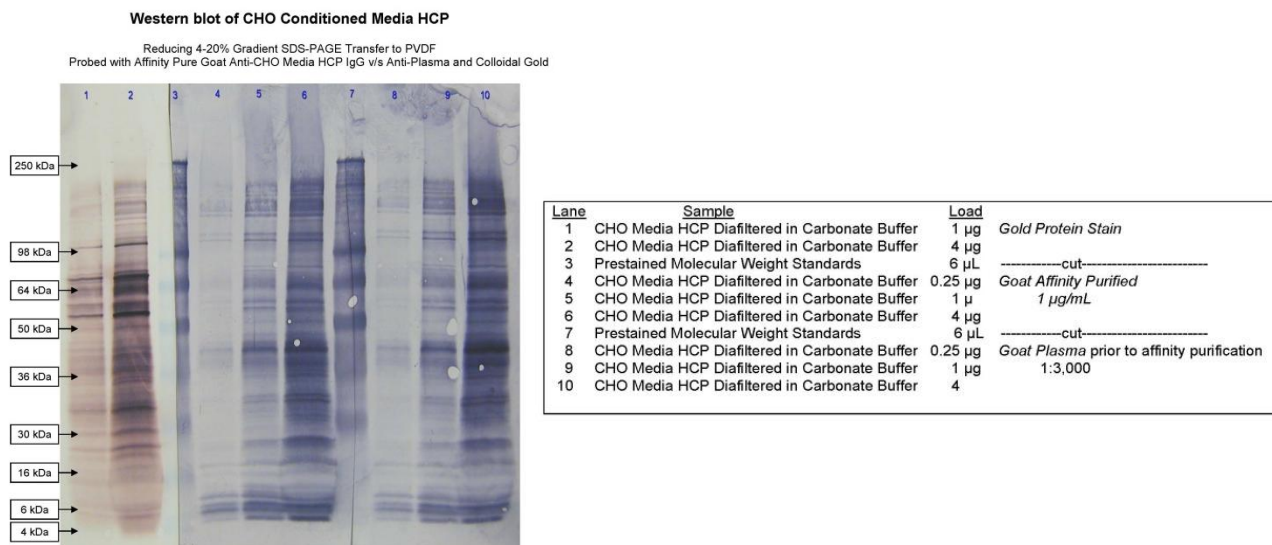 Western blot of CHO Conditioned Media HCP
Reducing 4-20% Gradient SDS-PAGE Transfer to PVDF
Probed with Affinity Pure Goat Anti-CHO Media HCP IgG v/s Anti-Plasma and Colloidal Gold
1 2 3 4 5 6 7 8 9 10
250 kDa
98 kDa
64 kDa
50 kDa
36 kDa
30 kDa
16 kDa
6 kDa
4 kDa
Lane Sample Load
1 CHO Media HCP Diafiltered in Carbonate Buffer 1 µg Gold Protein Stain
2 CHO Media HCP Diafiltered in Carbonate Buffer 4 µg
3 Prestained Molecular Weight Standards 6 µL ------------cut-------------------------
4 CHO Media HCP Diafiltered in Carbonate Buffer 0.25 µg Goat Affinity Purified
5 CHO Media HCP Diafiltered in Carbonate Buffer 1 µ 1 µg/mL
6 CHO Media HCP Diafiltered in Carbonate Buffer 4 µg
7 Prestained Molecular Weight Standards 6 µL ------------cut-------------------------
8 CHO Media HCP Diafiltered in Carbonate Buffer 0.25 µg Goat Plasma prior to affinity purification
9 CHO Media HCP Diafiltered in Carbonate Buffer 1 µg 1:3,000
10 CHO Media HCP Diafiltered in Carbonate Buffer 4